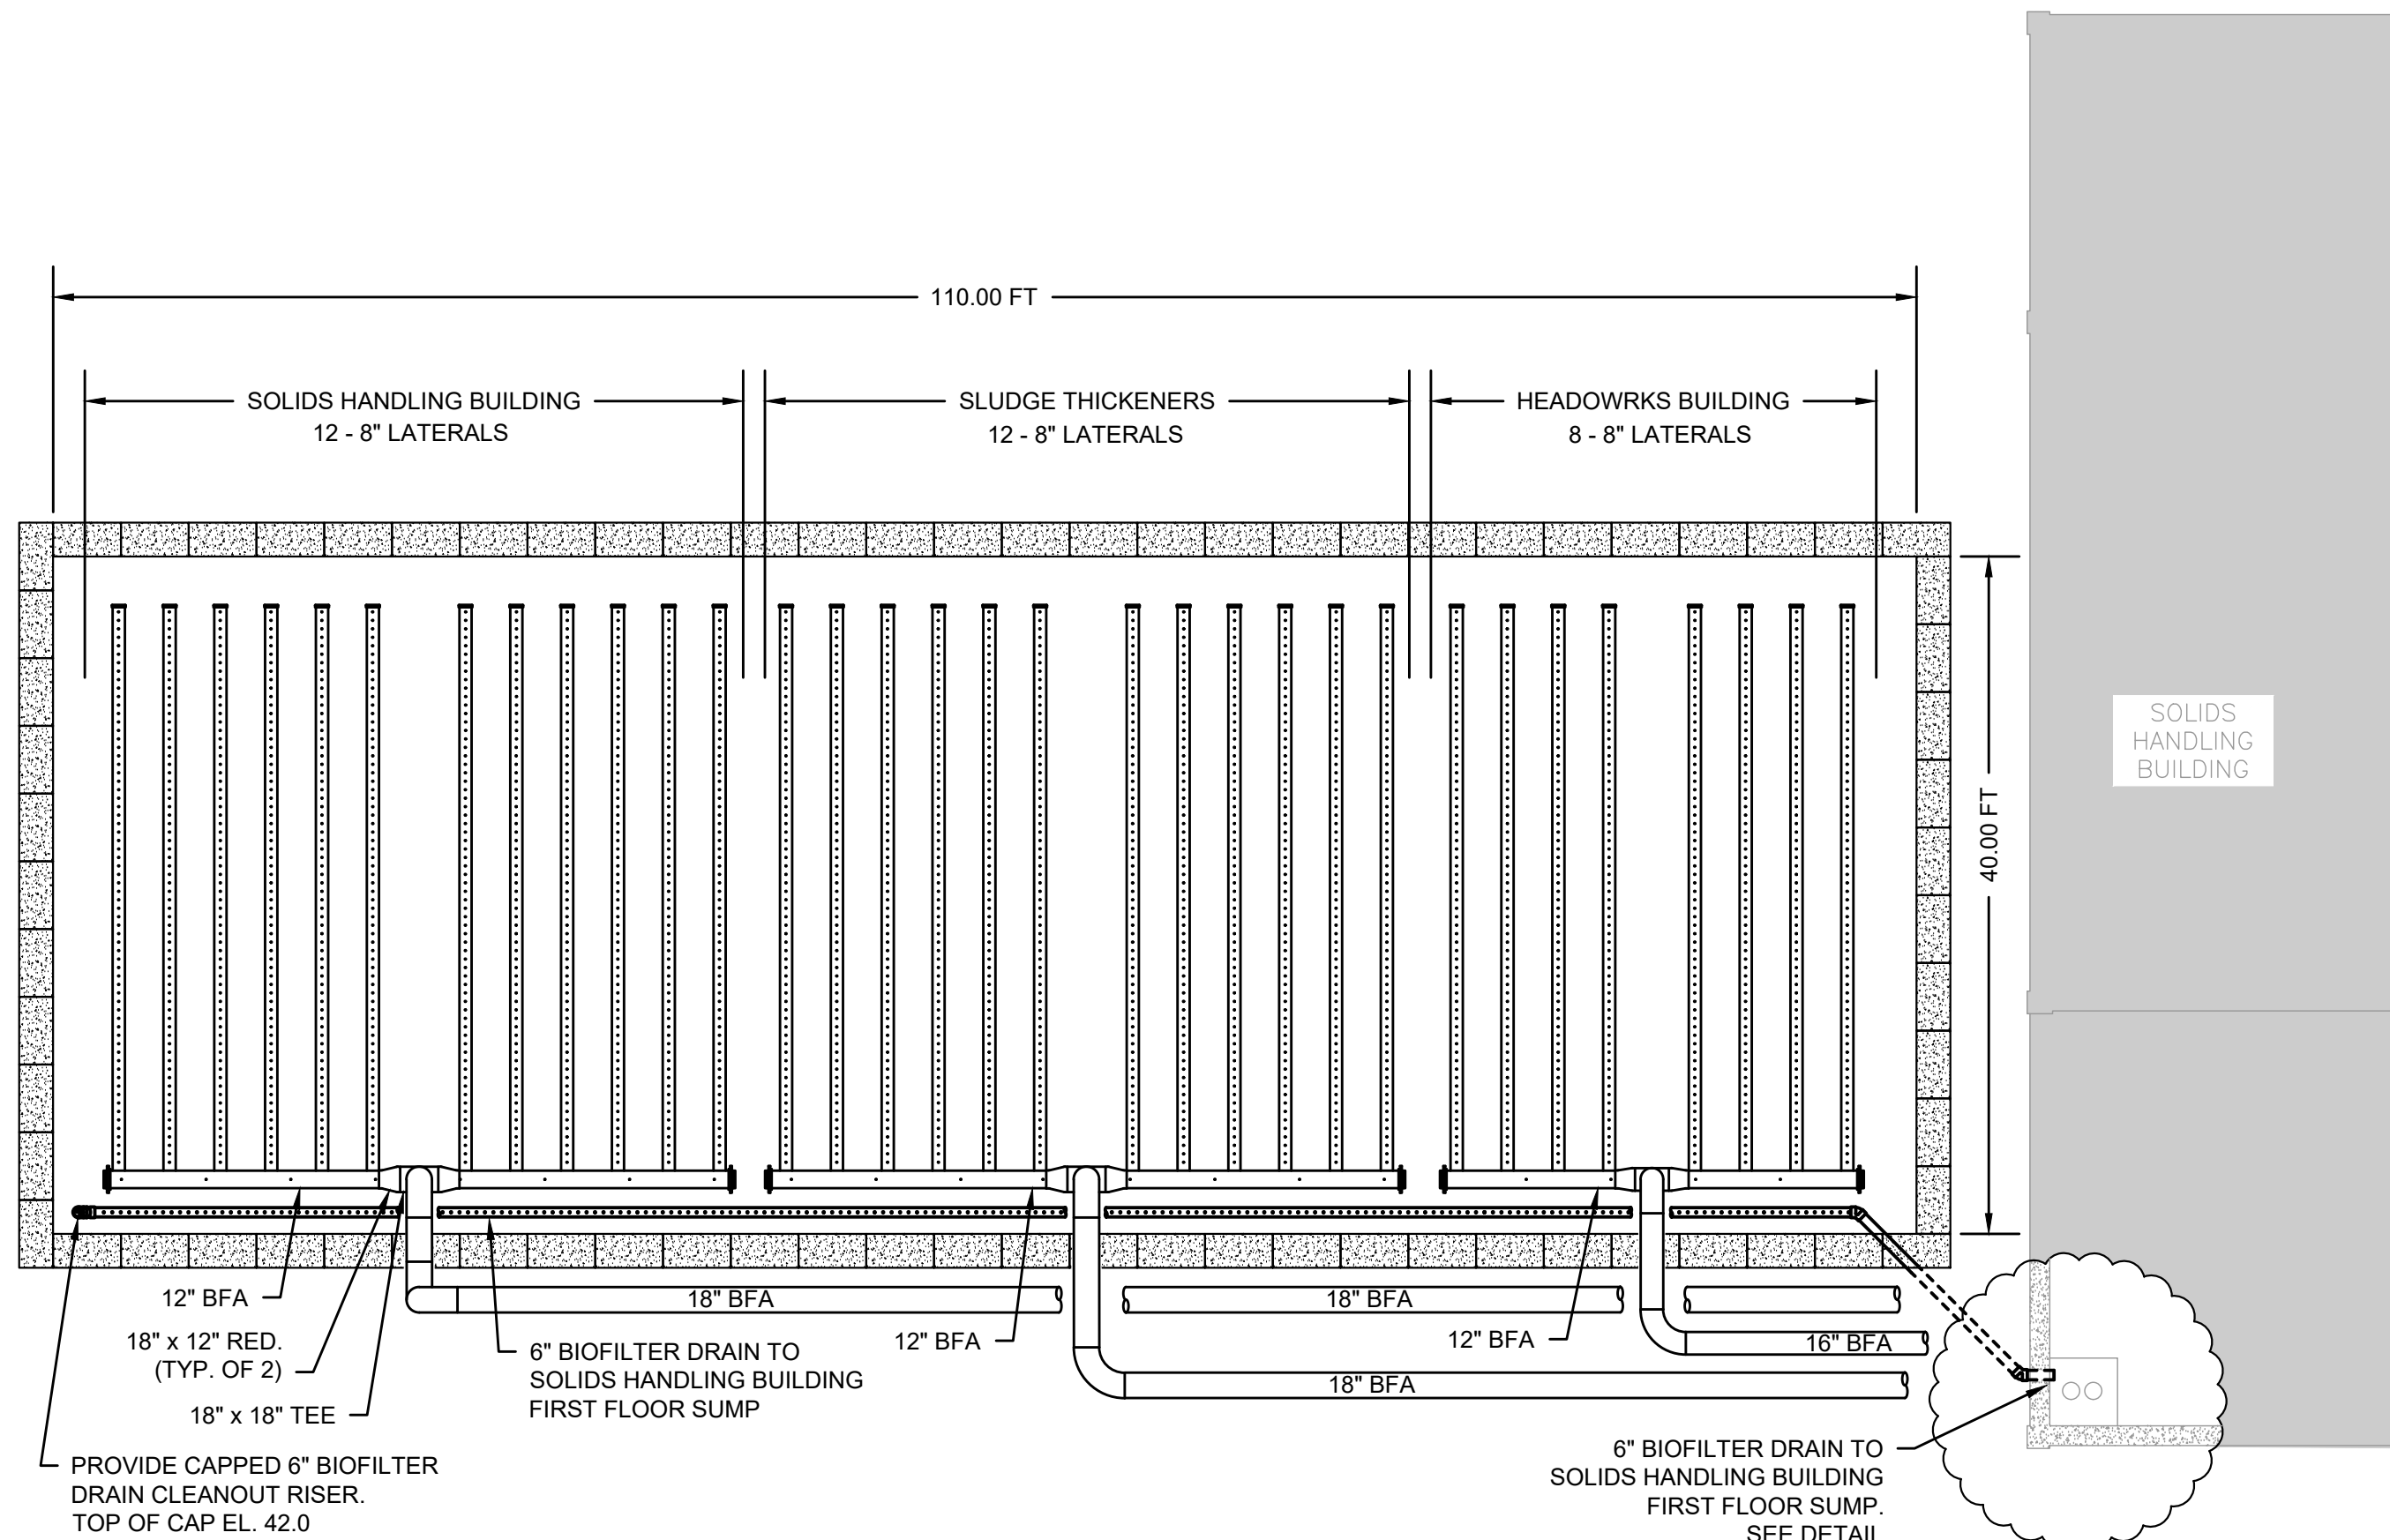 110.00 FT
SOLIDS HANDLING BUILDING
12 - 8" LATERALS
SLUDGE THICKENERS
12 - 8" LATERALS
HEADOWRKS BUILDING
8 - 8" LATERALS
SOLIDS
HANDLING
BUILDING
40.00 FT
12" BFA
18" x 12" RED.
(TYP. OF 2)
18" x 18" TEE
PROVIDE CAPPED 6" BIOFILTER
DRAIN CLEANOUT RISER.
TOP OF CAP EL. 42.0
18" BFA
6" BIOFILTER DRAIN TO
SOLIDS HANDLING BUILDING
FIRST FLOOR SUMP
12" BFA
18" BFA
18" BFA
12" BFA
16" BFA
6" BIOFILTER DRAIN TO
SOLIDS HANDLING BUILDING
FIRST FLOOR SUMP.
SEE DETAIL